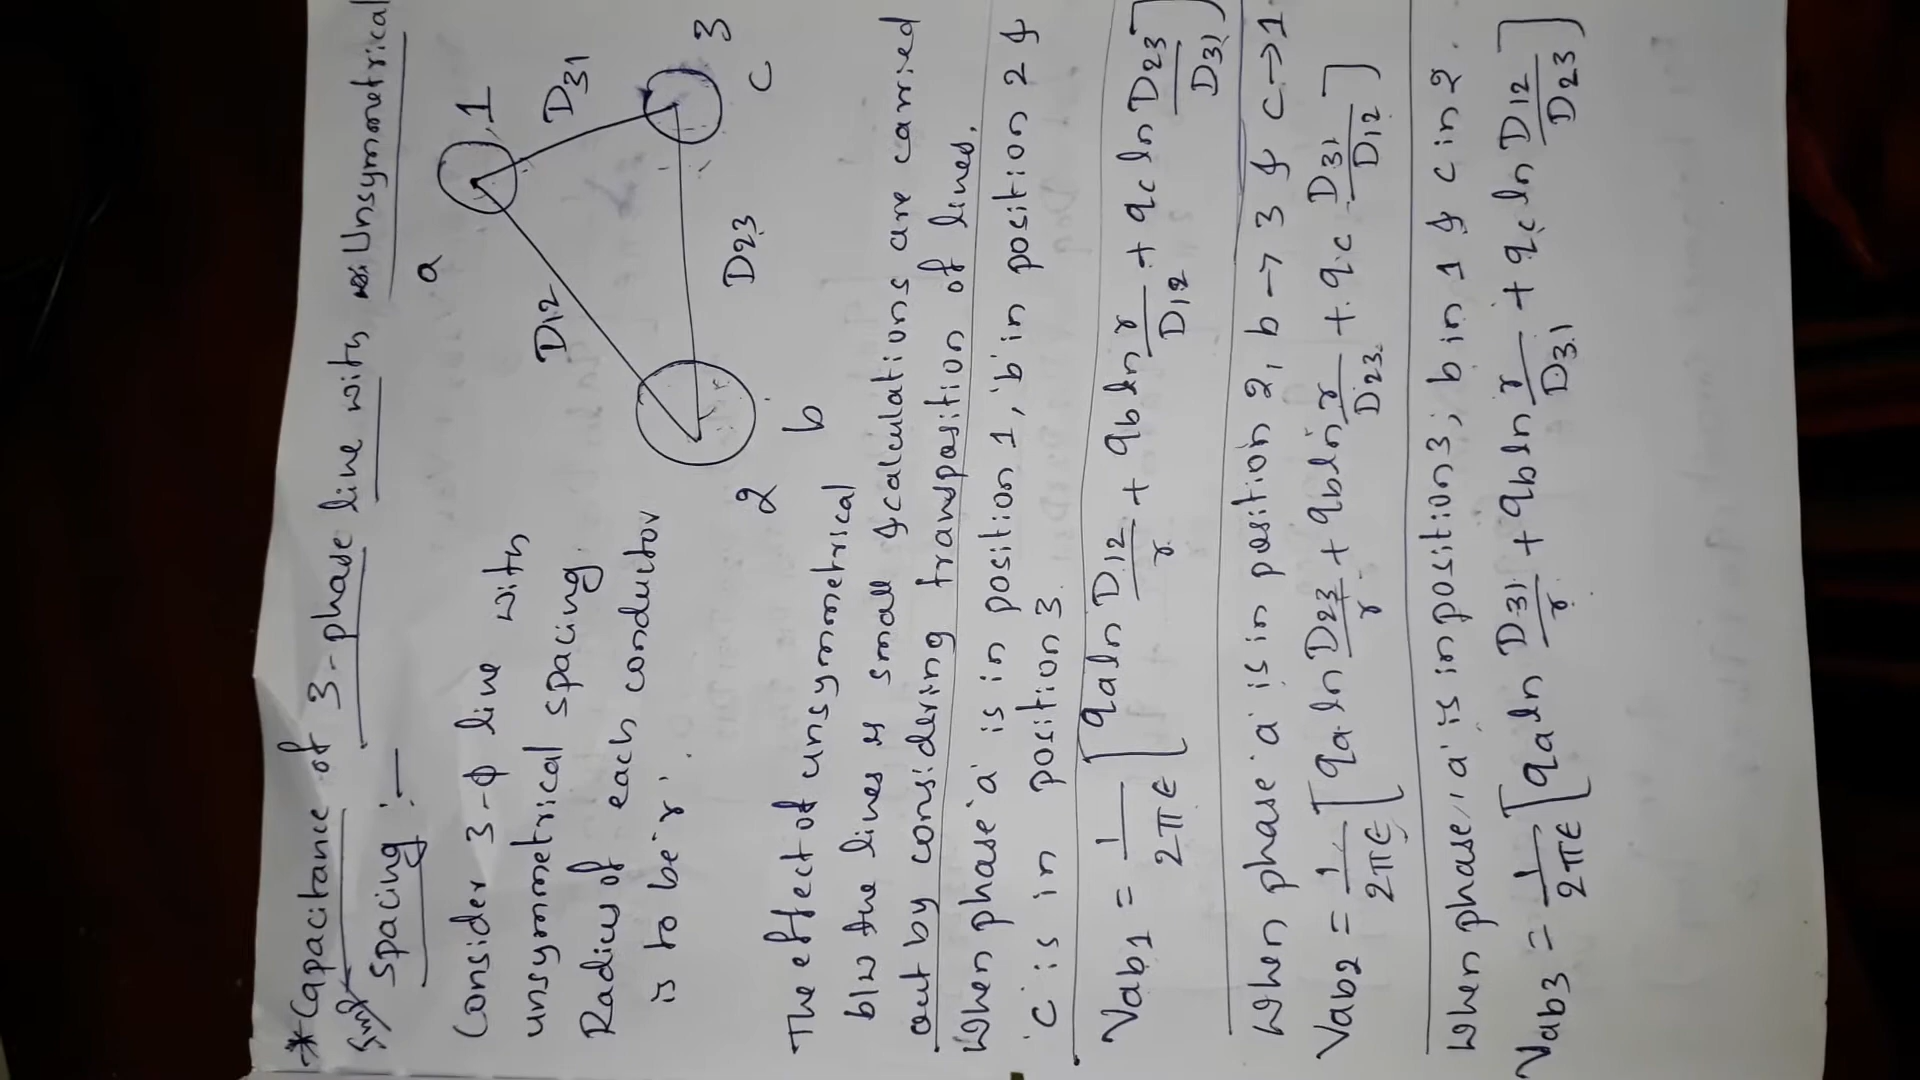 *Capacitance of 3-phase line with Unsymmetrical
spacing :-
Consider 3-ϕ line with
unsymmetrical spacing.
Radius of each conductor
is to be 'r'.
a
1
D12
D31
2
b
D23
3
c
The effect of unsymmetrical
b/w the lines is small & calculations are carried
out by considering transposition of lines.
When phase 'a' is in position 1, 'b' in position 2 &
'c' is in position 3.
Vab1 = 1/2πϵ [qa ln D12/r + qb ln r/D12 + qc ln D23/D31]
When phase 'a' is in position 2, b → 3 & c → 1
Vab2 = 1/2πϵ [qa ln D23/r + qb ln r/D23 + qc D31/D12]
When phase 'a' is in position 3, b in 1 & c in 2.
Vab3 = 1/2πϵ [qa ln D31/r + qb ln r/D31 + qc ln D12/D23]